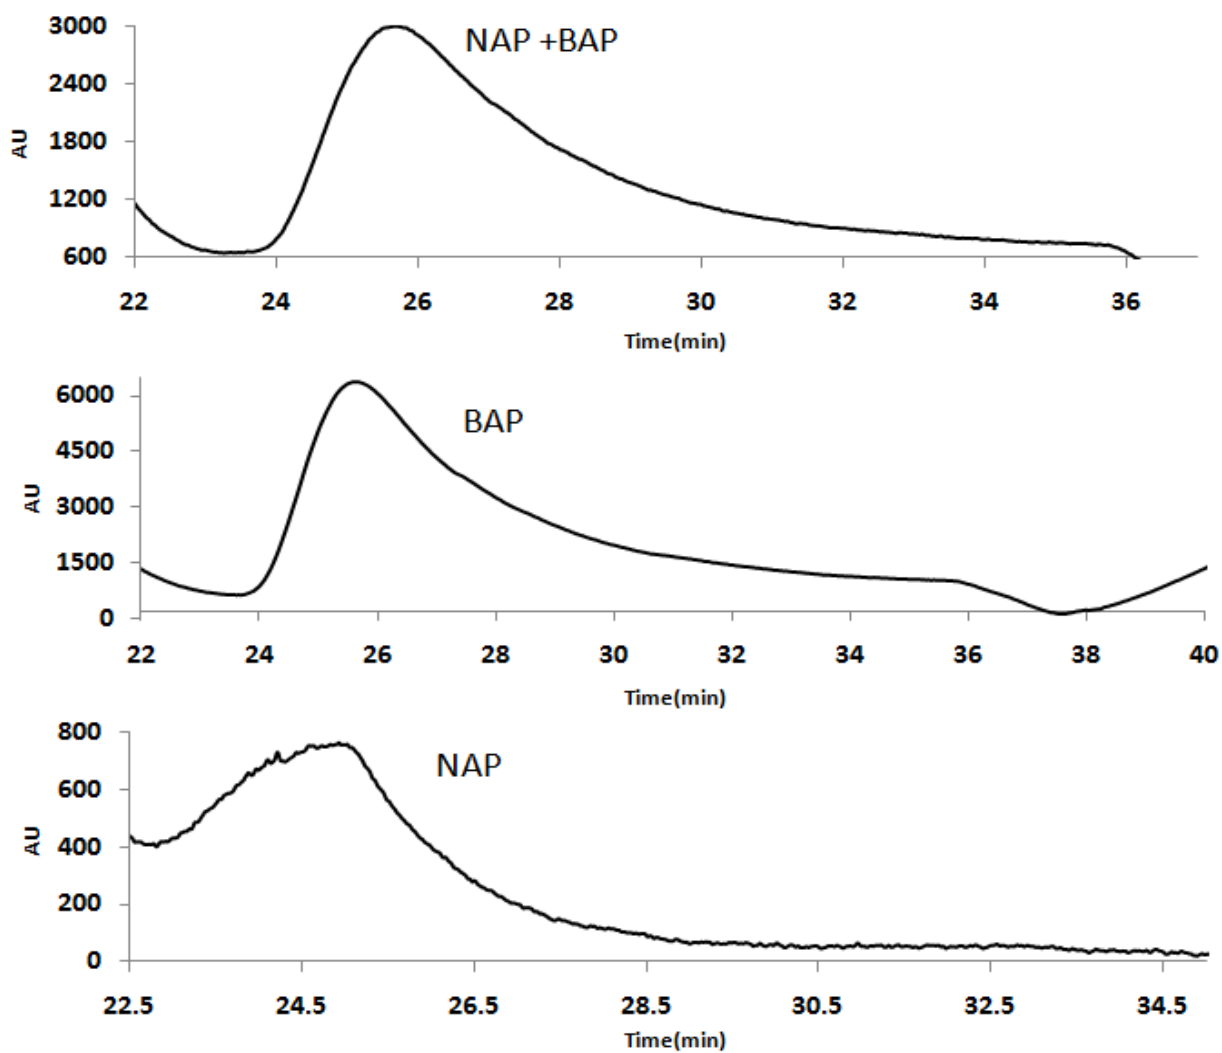 3000
NAP +BAP
2400
1800
AU
1200
600
22 24 26 28 30 32 34 36
Time(min)
6000
BAP
4500
AU
3000
1500
0
22 24 26 28 30 32 34 36 38 40
Time(min)
800
NAP
600
AU
400
200
0
22.5 24.5 26.5 28.5 30.5 32.5 34.5
Time(min)